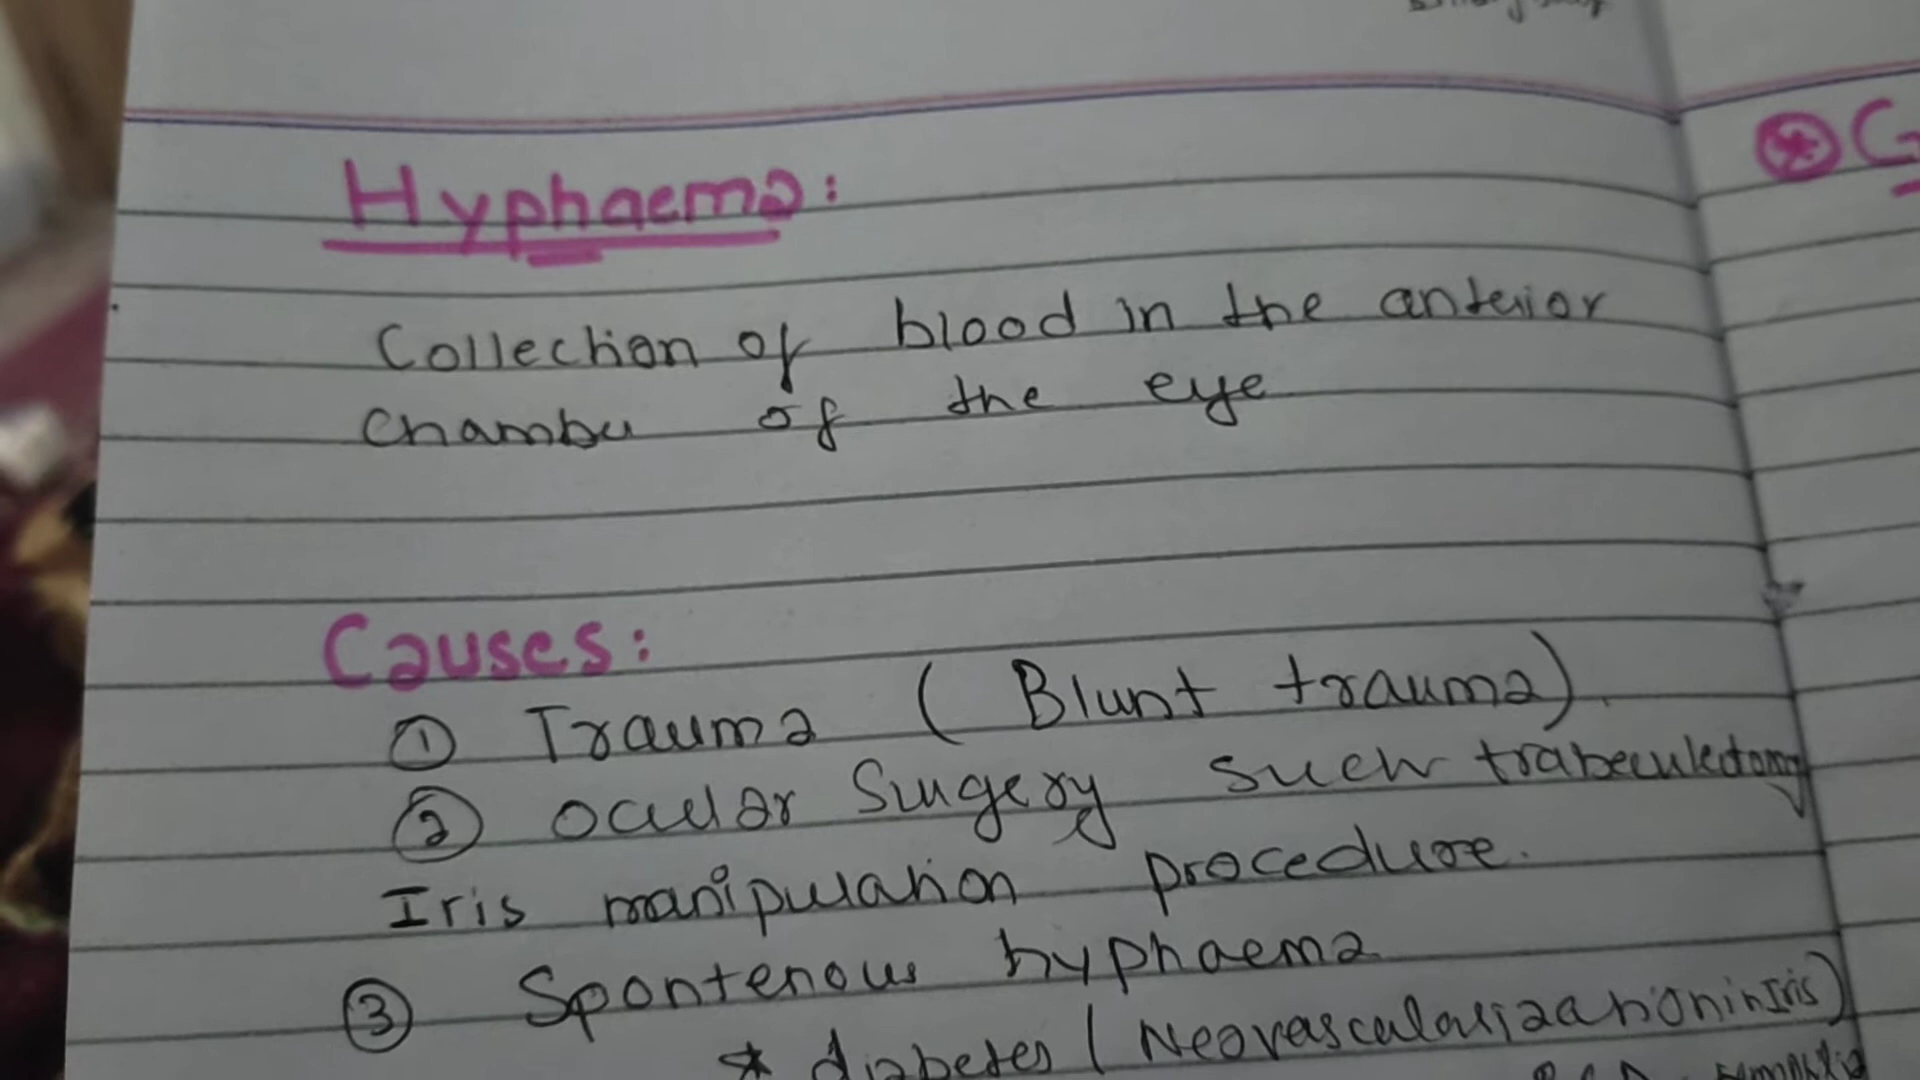 Hyphaema:
Collection of blood in the anterior
chamber of the eye
Causes:
① Trauma ( Blunt trauma).
② Ocular Surgery such trabeculectomy
Iris manipulation procedure.
③ Spontenous hyphaema
* diabetes ( Neovascularization in Iris)